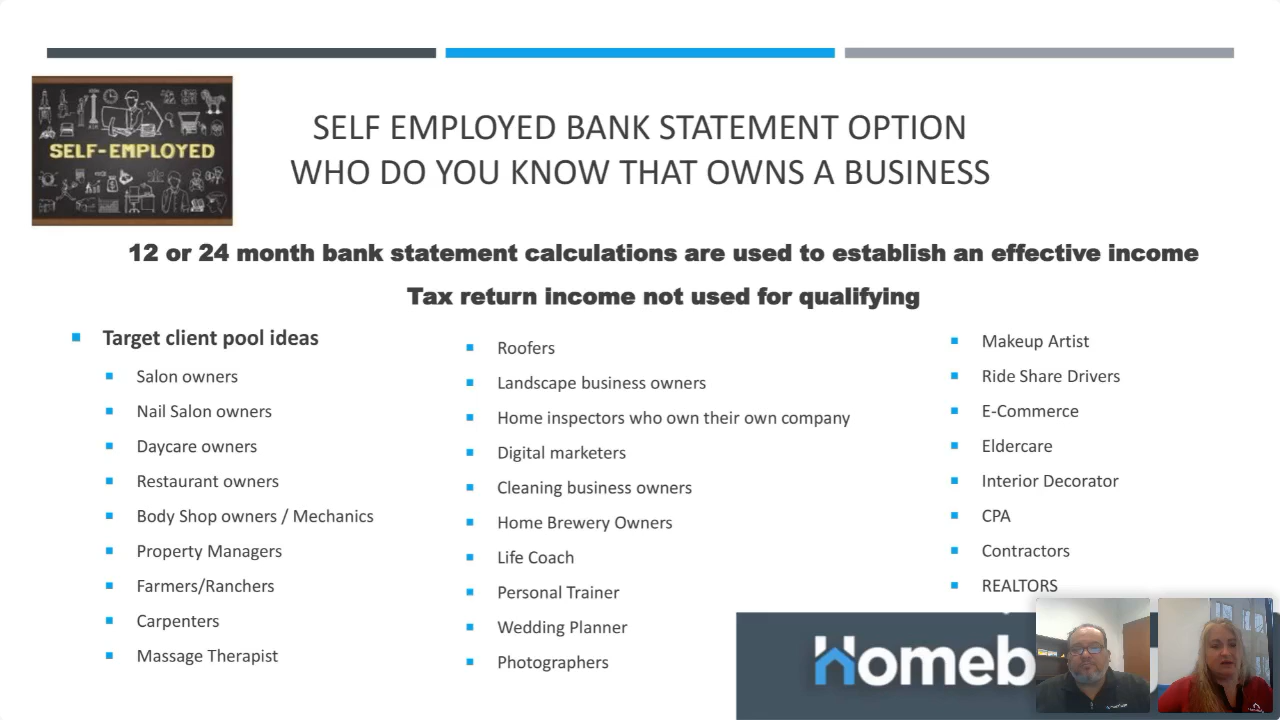 SELF-EMPLOYED
SELF EMPLOYED BANK STATEMENT OPTION
WHO DO YOU KNOW THAT OWNS A BUSINESS
12 or 24 month bank statement calculations are used to establish an effective income
Tax return income not used for qualifying
Target client pool ideas
Salon owners
Nail Salon owners
Daycare owners
Restaurant owners
Body Shop owners / Mechanics
Property Managers
Farmers/Ranchers
Carpenters
Massage Therapist
Roofers
Landscape business owners
Home inspectors who own their own company
Digital marketers
Cleaning business owners
Home Brewery Owners
Life Coach
Personal Trainer
Wedding Planner
Photographers
Makeup Artist
Ride Share Drivers
E-Commerce
Eldercare
Interior Decorator
CPA
Contractors
REALTORS
Homeb